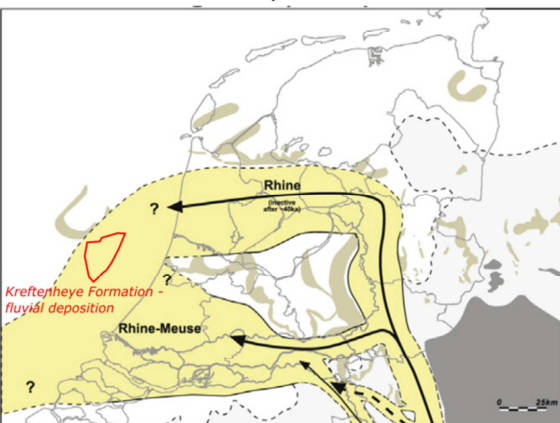 Rhine
(inactive
after ~40ka)
?
?
Kreftenheye Formation -
fluvial deposition
Rhine-Meuse
?
0 25km